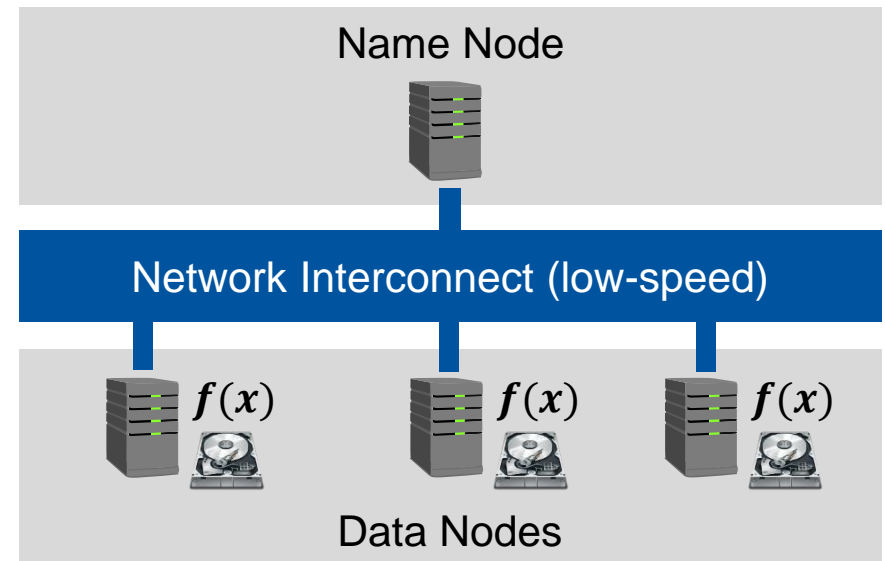 Name Node
Network Interconnect (low-speed)
f(x) f(x) f(x)
Data Nodes